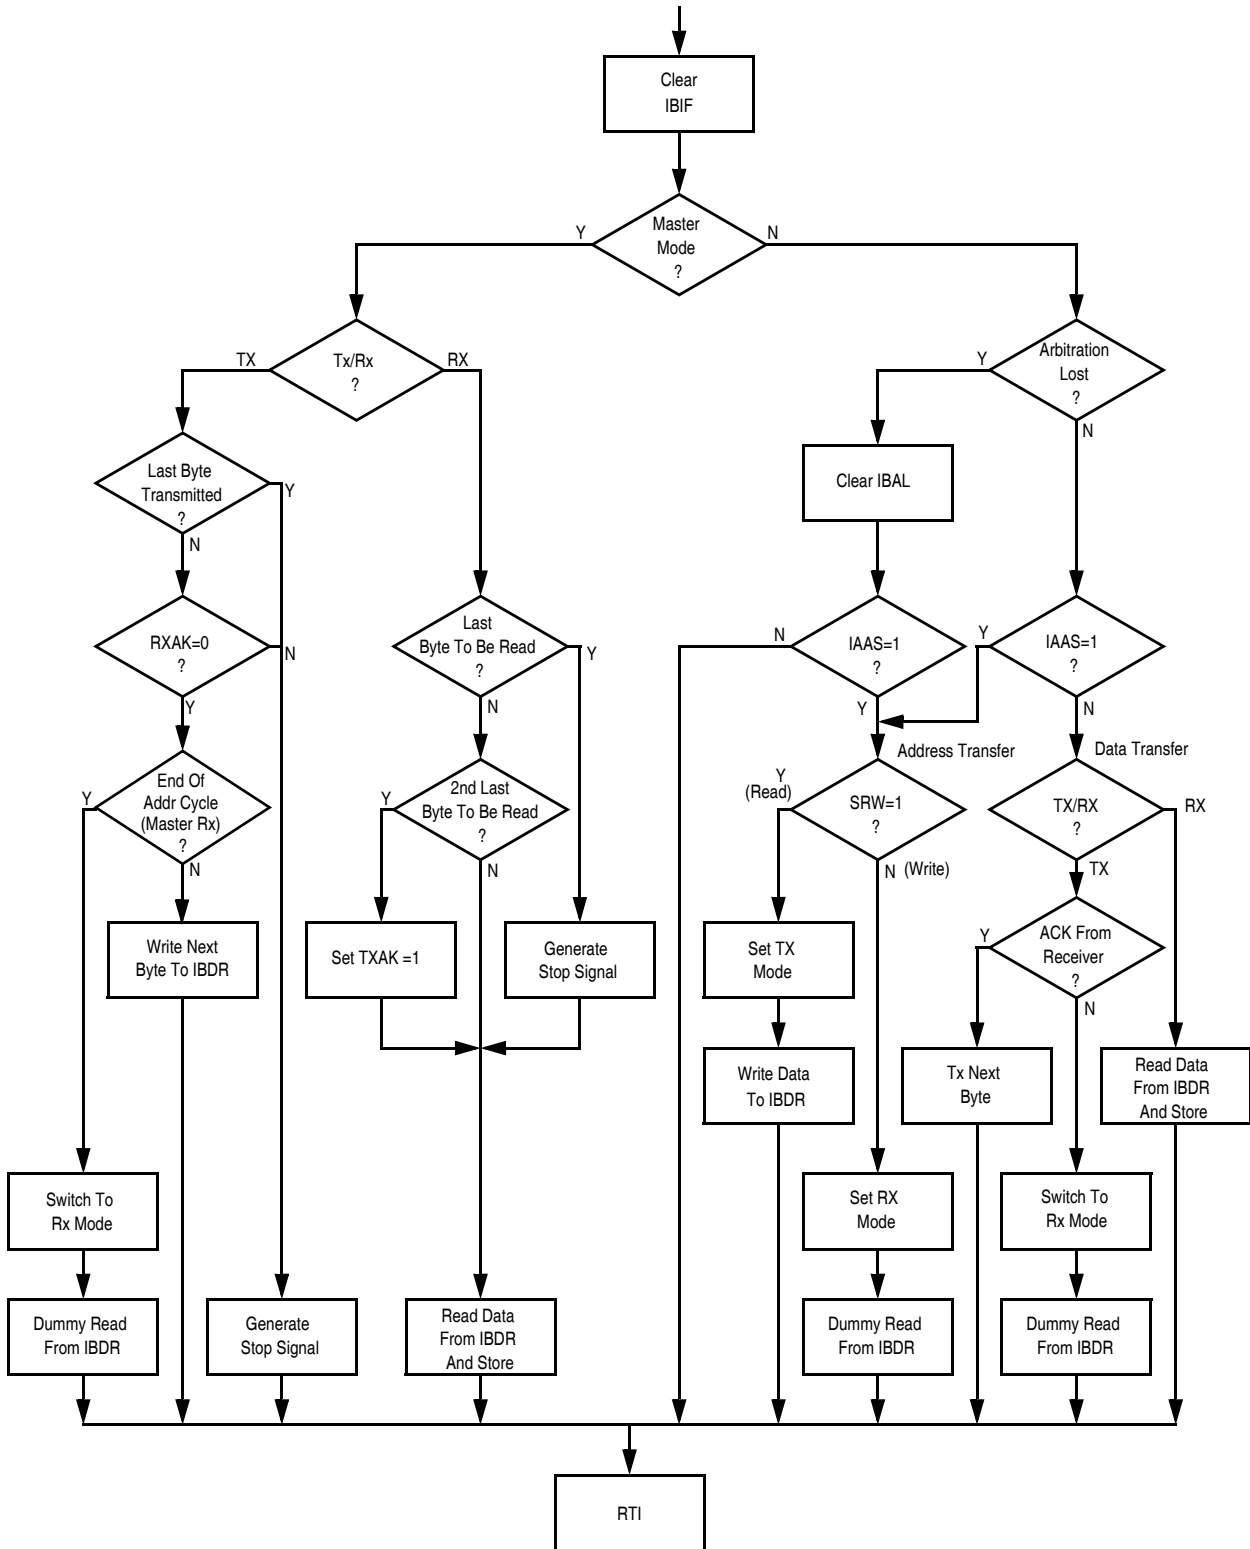 Clear
IBIF
Master
Mode
?
Y
N
Tx/Rx
?
TX
RX
Arbitration
Lost
?
Y
N
Last Byte
Transmitted
?
Y
N
Clear IBAL
RXAK=0
?
N
Y
Last
Byte To Be Read
?
Y
N
IAAS=1
?
N
Y
IAAS=1
?
Y
N
Address Transfer
Data Transfer
End Of
Addr Cycle
(Master Rx)
?
Y
N
2nd Last
Byte To Be Read
?
Y
N
Y
(Read)
SRW=1
?
N (Write)
TX/RX
?
RX
TX
Write Next
Byte To IBDR
Set TXAK =1
Generate
Stop Signal
Set TX
Mode
ACK From
Receiver
?
Y
N
Write Data
To IBDR
Tx Next
Byte
Read Data
From IBDR
And Store
Switch To
Rx Mode
Set RX
Mode
Switch To
Rx Mode
Dummy Read
From IBDR
Generate
Stop Signal
Read Data
From IBDR
And Store
Dummy Read
From IBDR
Dummy Read
From IBDR
RTI